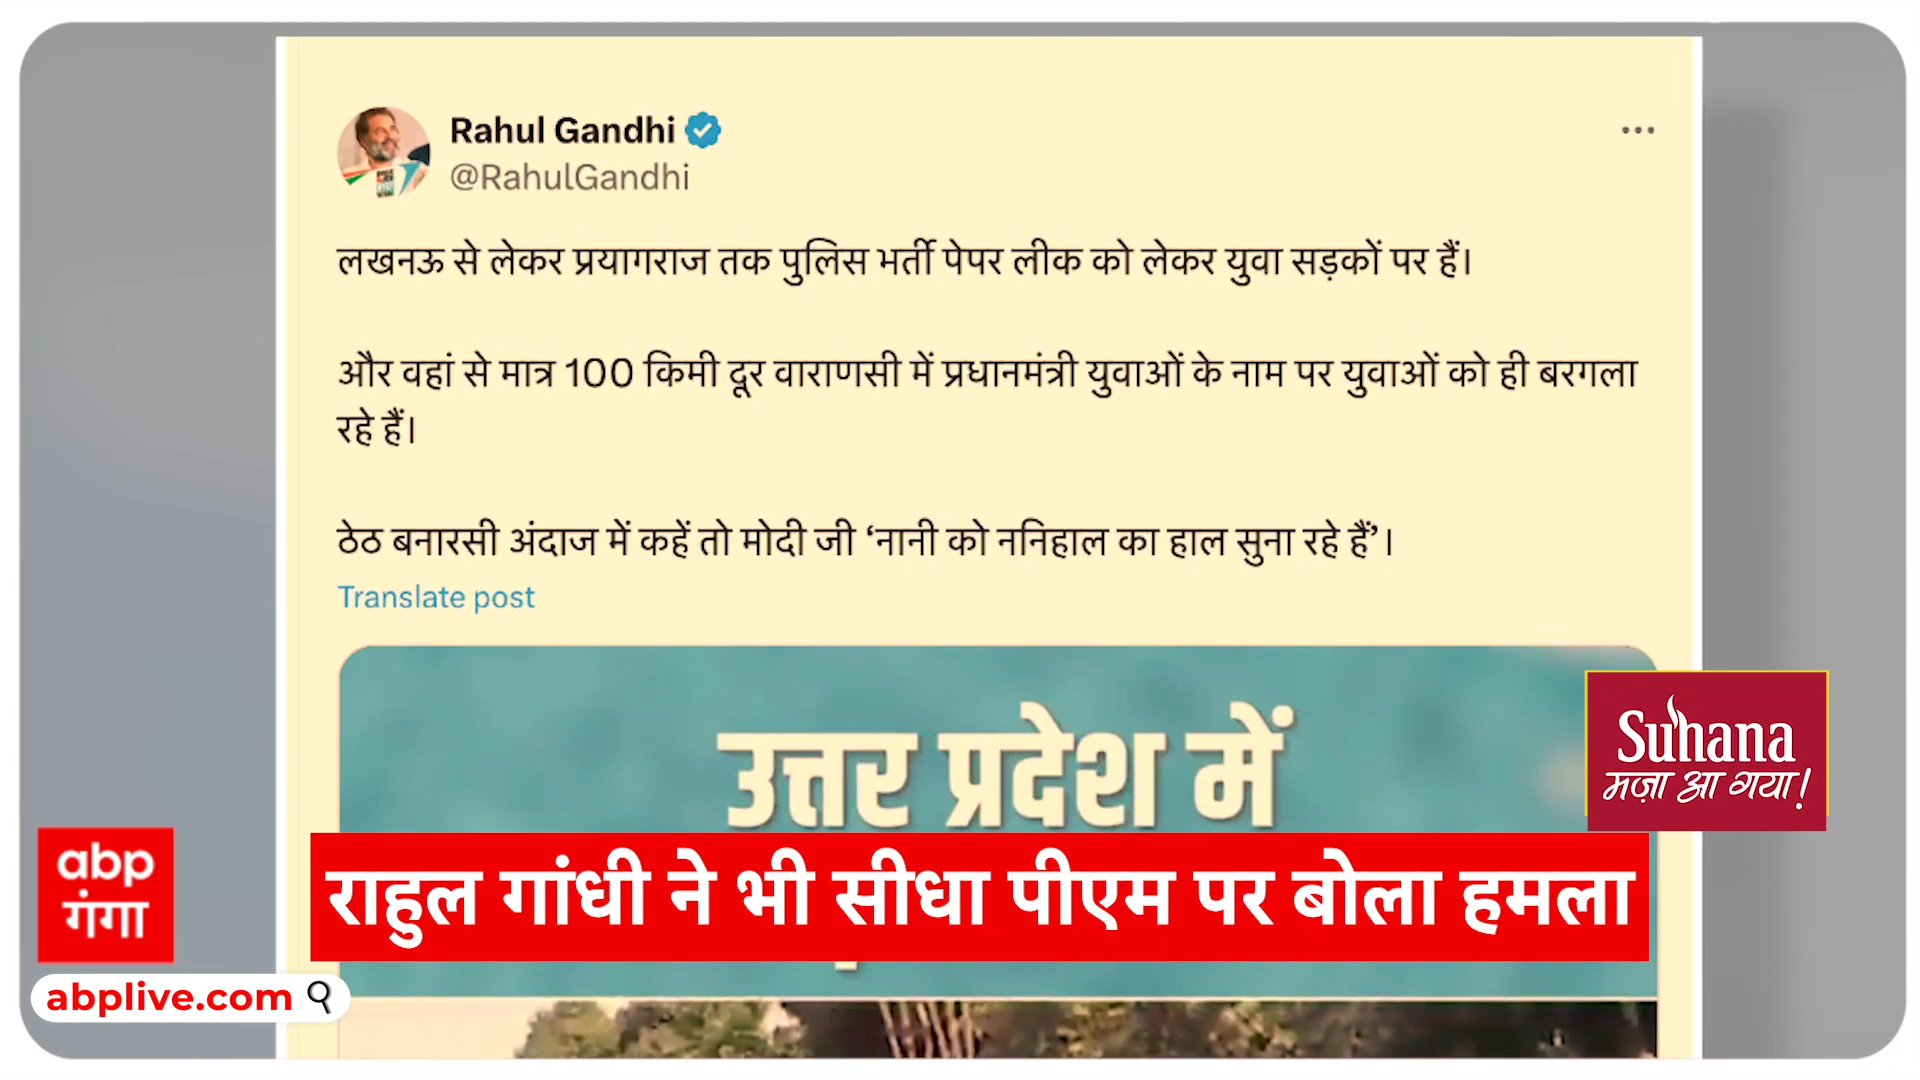 Rahul Gandhi
@RahulGandhi
लखनऊ से लेकर प्रयागराज तक पुलिस भर्ती पेपर लीक को लेकर युवा सड़कों पर हैं।
और वहां से मात्र 100 किमी दूर वाराणसी में प्रधानमंत्री युवाओं के नाम पर युवाओं को ही बरगला
रहे हैं।
ठेठ बनारसी अंदाज में कहें तो मोदी जी ‘नानी को ननिहाल का हाल सुना रहे हैं’।
Translate post
उत्तर प्रदेश में
Suhana
मज़ा आ गया!
राहुल गांधी ने भी सीधा पीएम पर बोला हमला
abp
गंगा
abplive.com